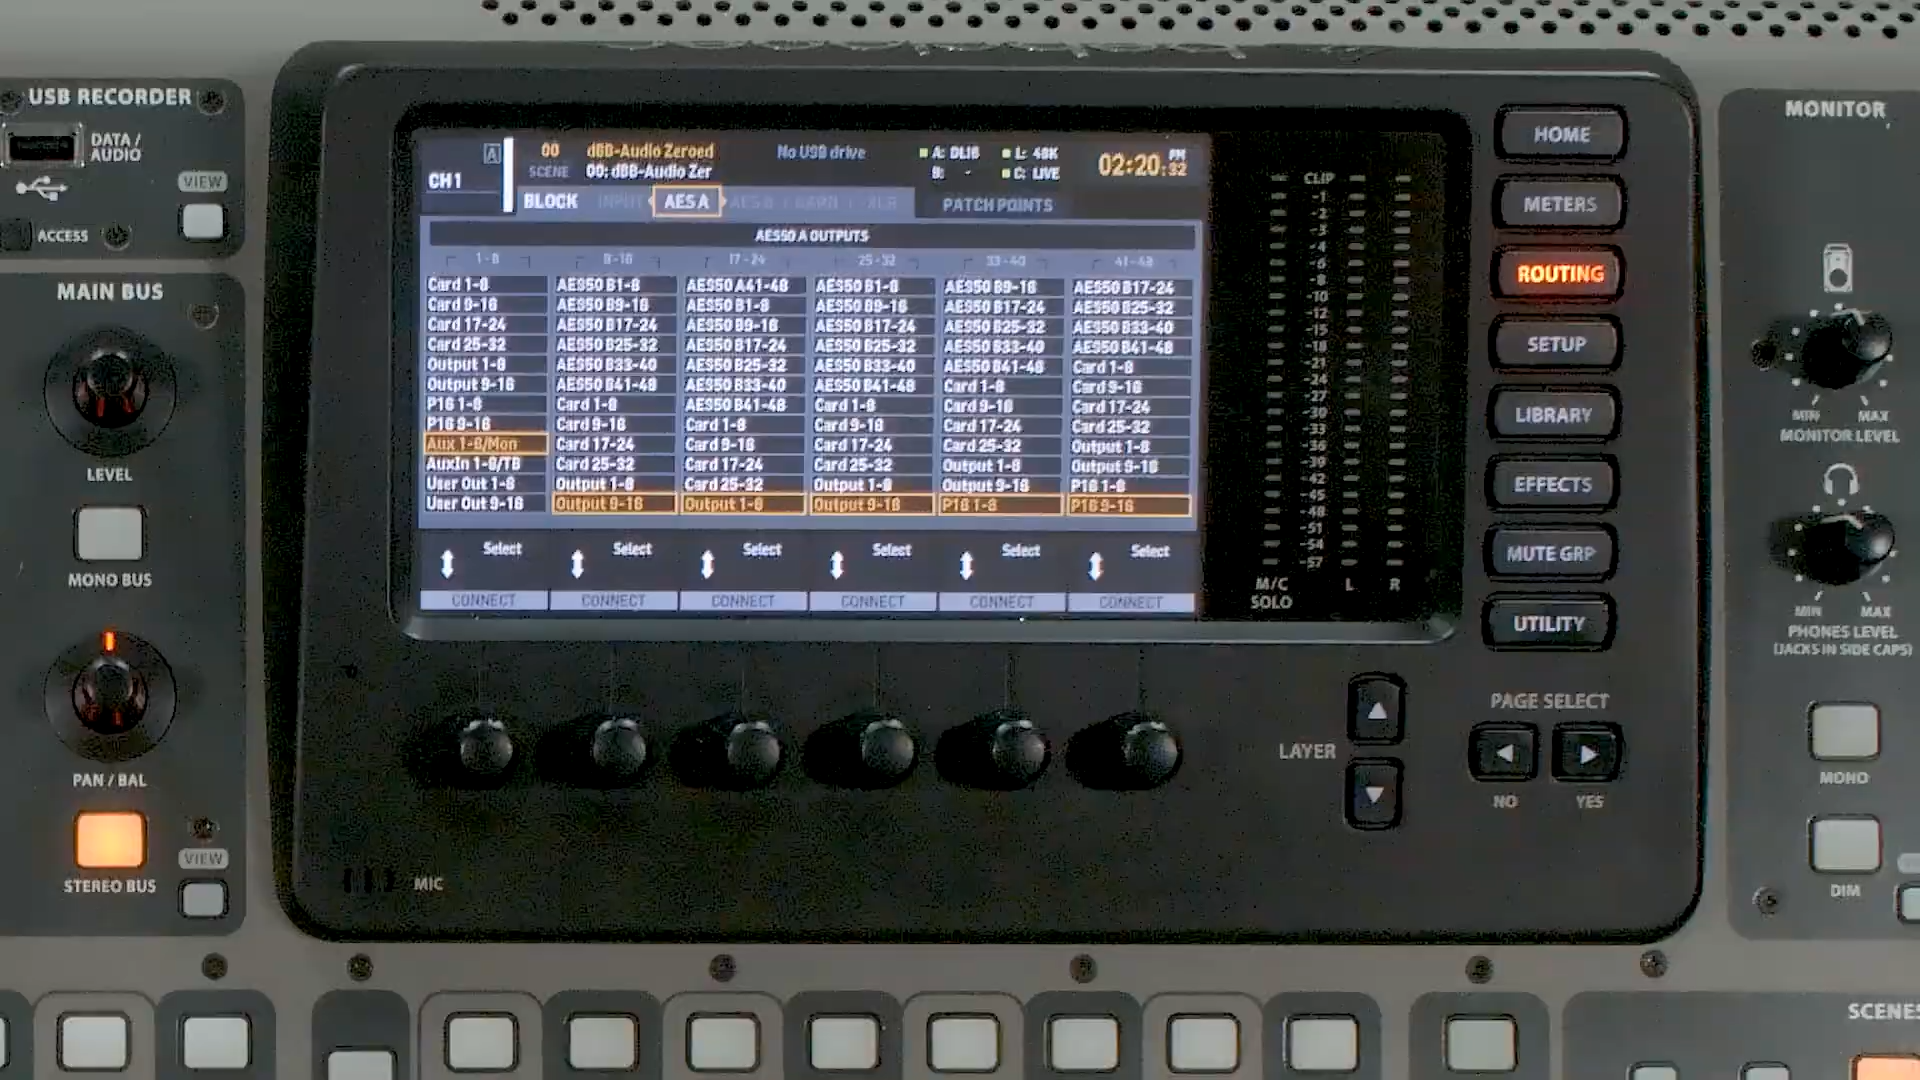 USB RECORDER
DATA /
AUDIO
VIEW
ACCESS
MAIN BUS
LEVEL
MONO BUS
PAN / BAL
STEREO BUS
VIEW
CH1
A
00
SCENE
dBB-Audio Zeroed
00: dBB-Audio Zer
No USB drive
A: DL16
B: -
L: 48K
C: LIVE
02:20:32 PM
BLOCK INPUT AES A AES B CARD XLR PATCH POINTS
AES50 A OUTPUTS
1-8 9-16 17-24 25-32 33-40 41-48
Card 1-8 AES50 B1-8 AES50 A41-48 AES50 B1-8 AES50 B9-16 AES50 B17-24
Card 9-16 AES50 B9-16 AES50 B1-8 AES50 B9-16 AES50 B17-24 AES50 B25-32
Card 17-24 AES50 B17-24 AES50 B9-16 AES50 B17-24 AES50 B25-32 AES50 B33-40
Card 25-32 AES50 B25-32 AES50 B17-24 AES50 B25-32 AES50 B33-40 AES50 B41-48
Output 1-8 AES50 B33-40 AES50 B25-32 AES50 B33-40 AES50 B41-48 Card 1-8
Output 9-16 AES50 B41-48 AES50 B33-40 AES50 B41-48 Card 1-8 Card 9-16
P16 1-8 Card 1-8 AES50 B41-48 Card 1-8 Card 9-16 Card 17-24
P16 9-16 Card 9-16 Card 1-8 Card 9-16 Card 17-24 Card 25-32
Aux 1-6/Mon Card 17-24 Card 9-16 Card 17-24 Card 25-32 Output 1-8
AuxIn 1-6/TB Card 25-32 Card 17-24 Card 25-32 Output 1-8 Output 9-16
User Out 1-8 Output 1-8 Card 25-32 Output 1-8 Output 9-16 P16 1-8
User Out 9-16 Output 9-16 Output 1-8 Output 9-16 P16 1-8 P16 9-16
Select Select Select Select Select Select
CONNECT CONNECT CONNECT CONNECT CONNECT CONNECT
CLIP
-1
-2
-3
-4
-6
-8
-10
-12
-15
-18
-21
-24
-27
-30
-33
-36
-39
-42
-45
-48
-51
-54
-57
M/C
SOLO
L R
HOME
METERS
ROUTING
SETUP
LIBRARY
EFFECTS
MUTE GRP
UTILITY
LAYER
PAGE SELECT
NO YES
MIC
MONITOR
MIN MAX
MONITOR LEVEL
MIN MAX
PHONES LEVEL
(JACKS IN SIDE CAPS)
MONO
DIM
SCENES